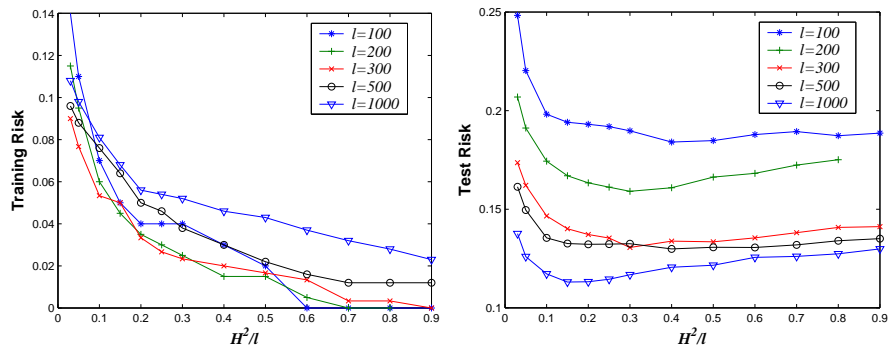 0.14
0.12
0.1
0.08
0.06
0.04
0.02
0
Training Risk
0 0.1 0.2 0.3 0.4 0.5 0.6 0.7 0.8 0.9
H²/l
l=100
l=200
l=300
l=500
l=1000
0.25
0.2
0.15
0.1
Test Risk
0 0.1 0.2 0.3 0.4 0.5 0.6 0.7 0.8 0.9
H²/l
l=100
l=200
l=300
l=500
l=1000